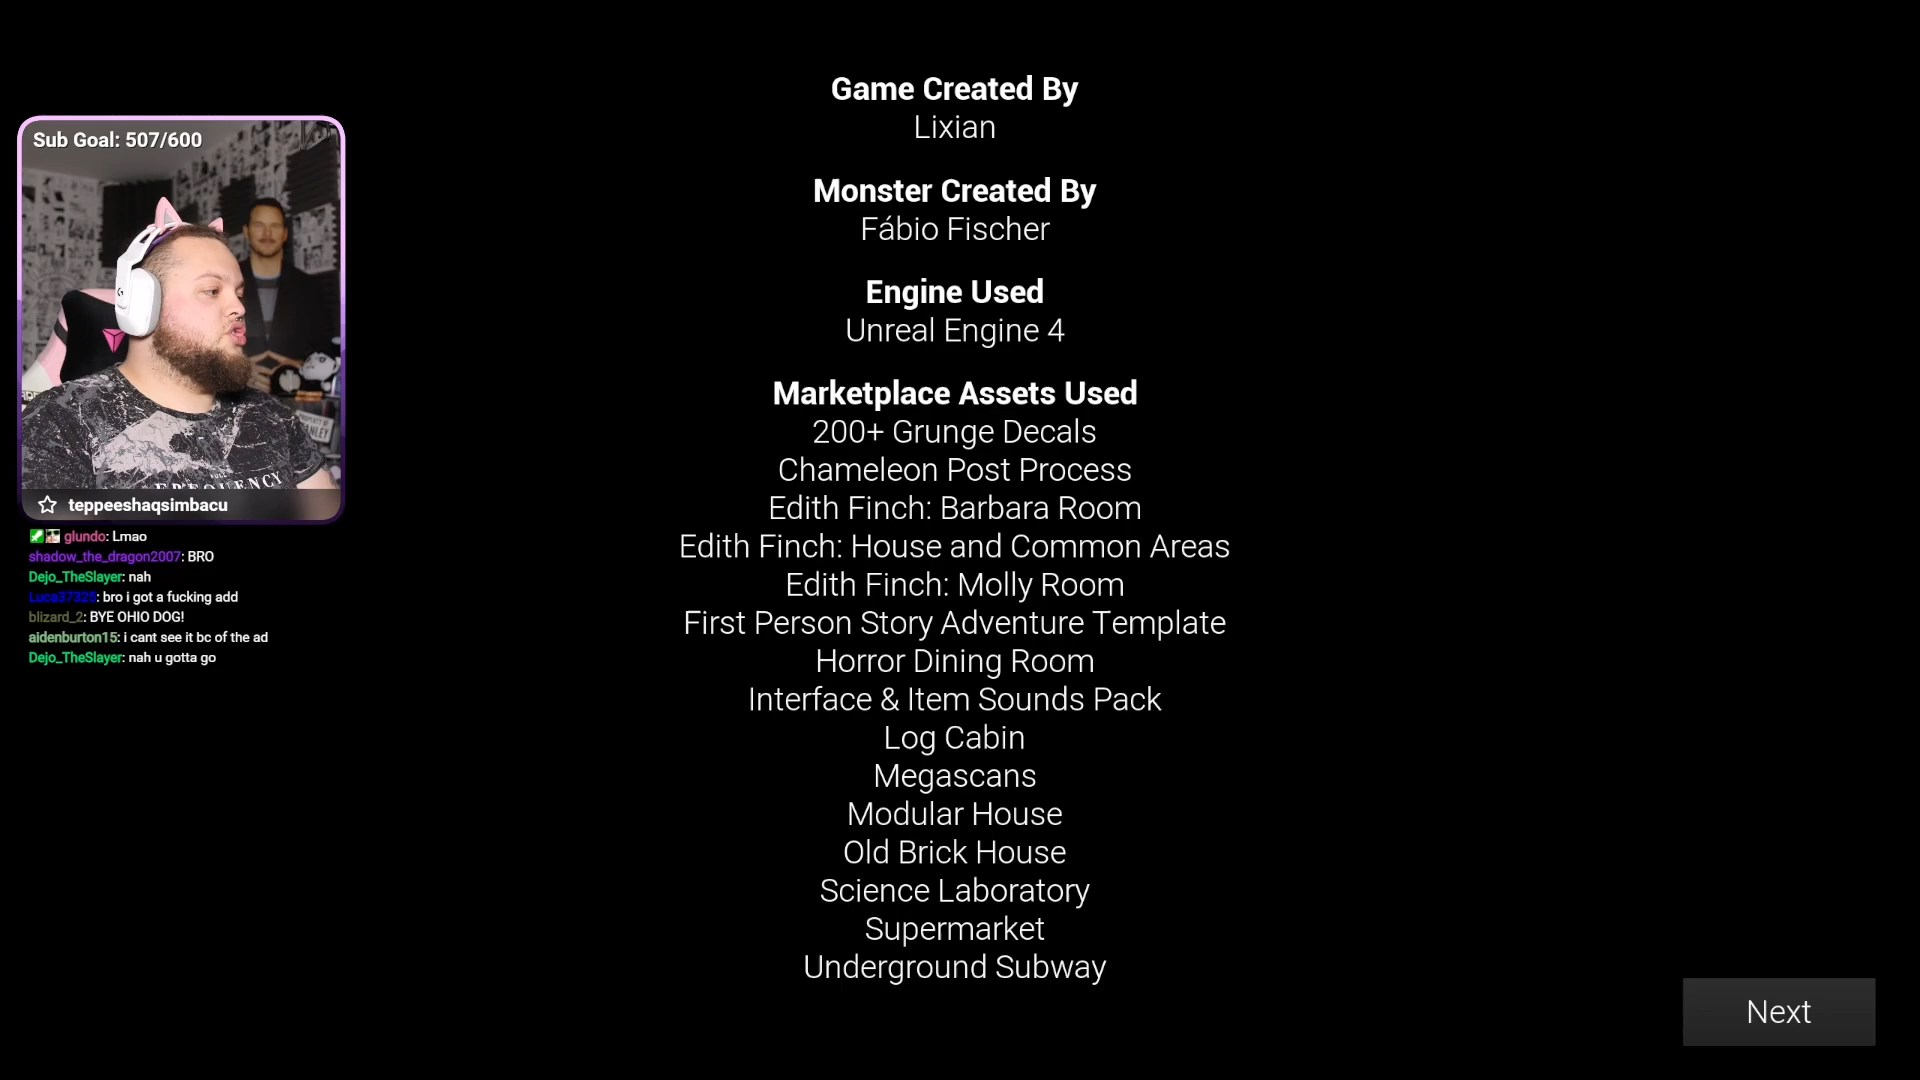 Game Created By
Lixian
Monster Created By
Fábio Fischer
Engine Used
Unreal Engine 4
Marketplace Assets Used
200+ Grunge Decals
Chameleon Post Process
Edith Finch: Barbara Room
Edith Finch: House and Common Areas
Edith Finch: Molly Room
First Person Story Adventure Template
Horror Dining Room
Interface & Item Sounds Pack
Log Cabin
Megascans
Modular House
Old Brick House
Science Laboratory
Supermarket
Underground Subway
Next
Sub Goal: 507/600
teppeeshaqsimbacu
glundo: Lmao
shadow_the_dragon2007: BRO
Dejo_TheSlayer: nah
: bro i got a fucking add
blizard_2: BYE OHIO DOG!
aidenburton15: i cant see it bc of the ad
Dejo_TheSlayer: nah u gotta go